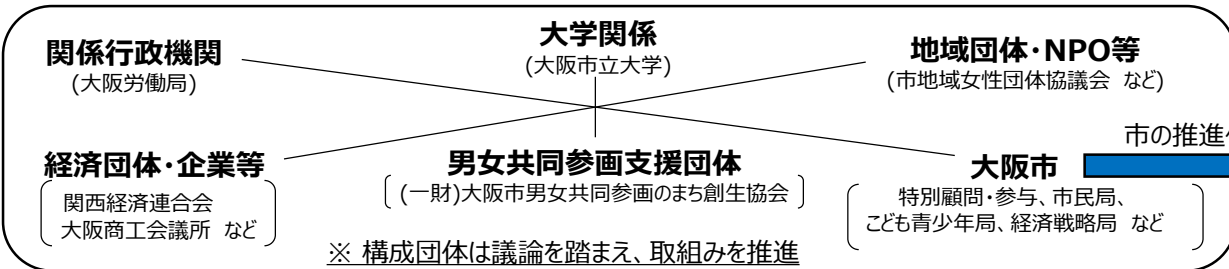 関係行政機関
(大阪労働局)
大学関係
(大阪市立大学)
地域団体・NPO等
(市地域女性団体協議会 など)
経済団体・企業等
関西経済連合会
大阪商工会議所 など
男女共同参画支援団体
(一財)大阪市男女共同参画のまち創生協会
市の推進
大阪市
特別顧問・参与、市民局、
こども青少年局、経済戦略局 など
※ 構成団体は議論を踏まえ、取組みを推進